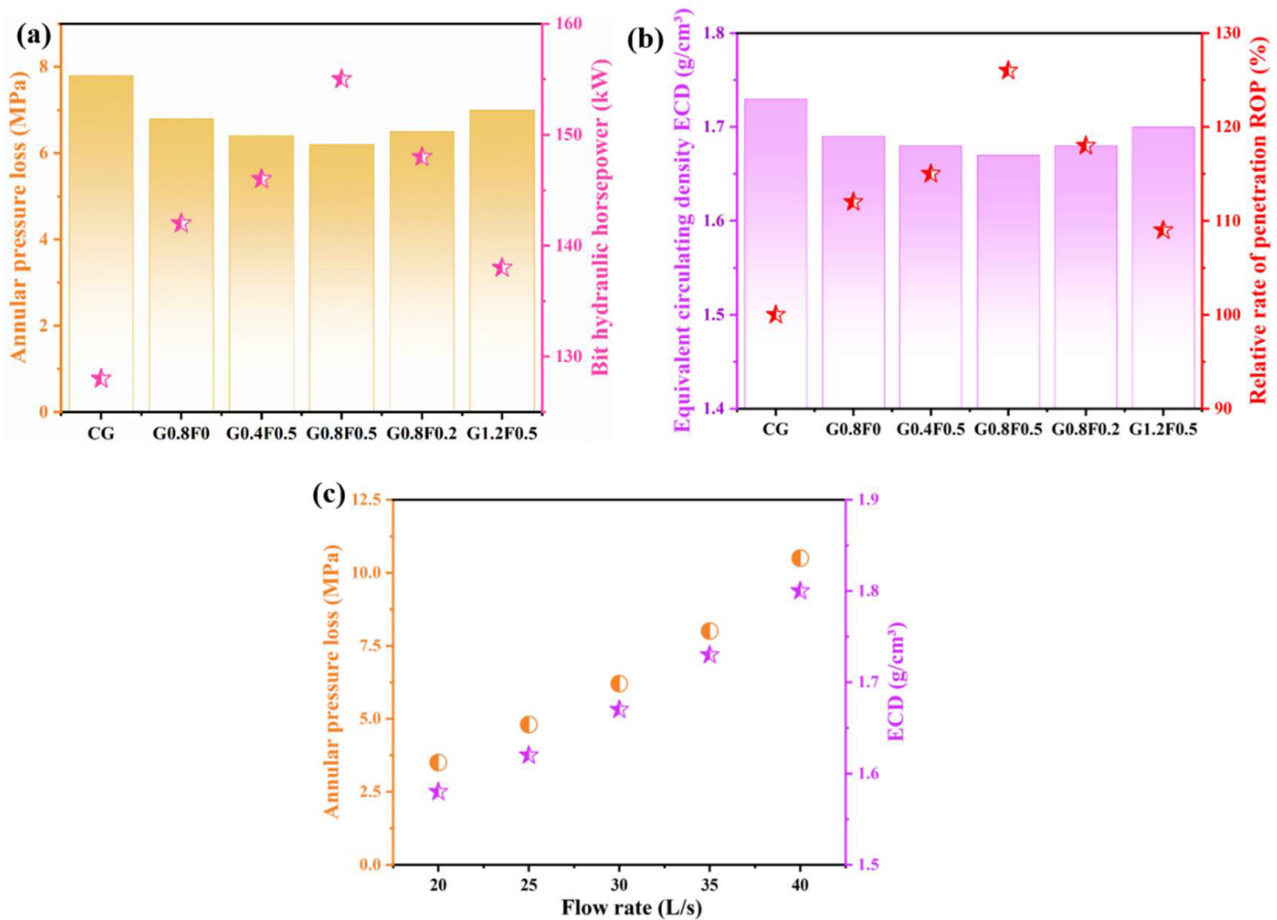 (a)
Annular pressure loss (MPa)
8
6
4
2
0
160
150
140
130
Bit hydraulic horsepower (kW)
CG G0.8F0 G0.4F0.5 G0.8F0.5 G0.8F0.2 G1.2F0.5
(b)
Equivalent circulating density ECD (g/cm³)
1.8
1.7
1.6
1.5
1.4
130
120
110
100
90
Relative rate of penetration ROP (%)
CG G0.8F0 G0.4F0.5 G0.8F0.5 G0.8F0.2 G1.2F0.5
(c)
Annular pressure loss (MPa)
12.5
10.0
7.5
5.0
2.5
0.0
1.9
1.8
1.7
1.6
1.5
ECD (g/cm³)
20 25 30 35 40
Flow rate (L/s)